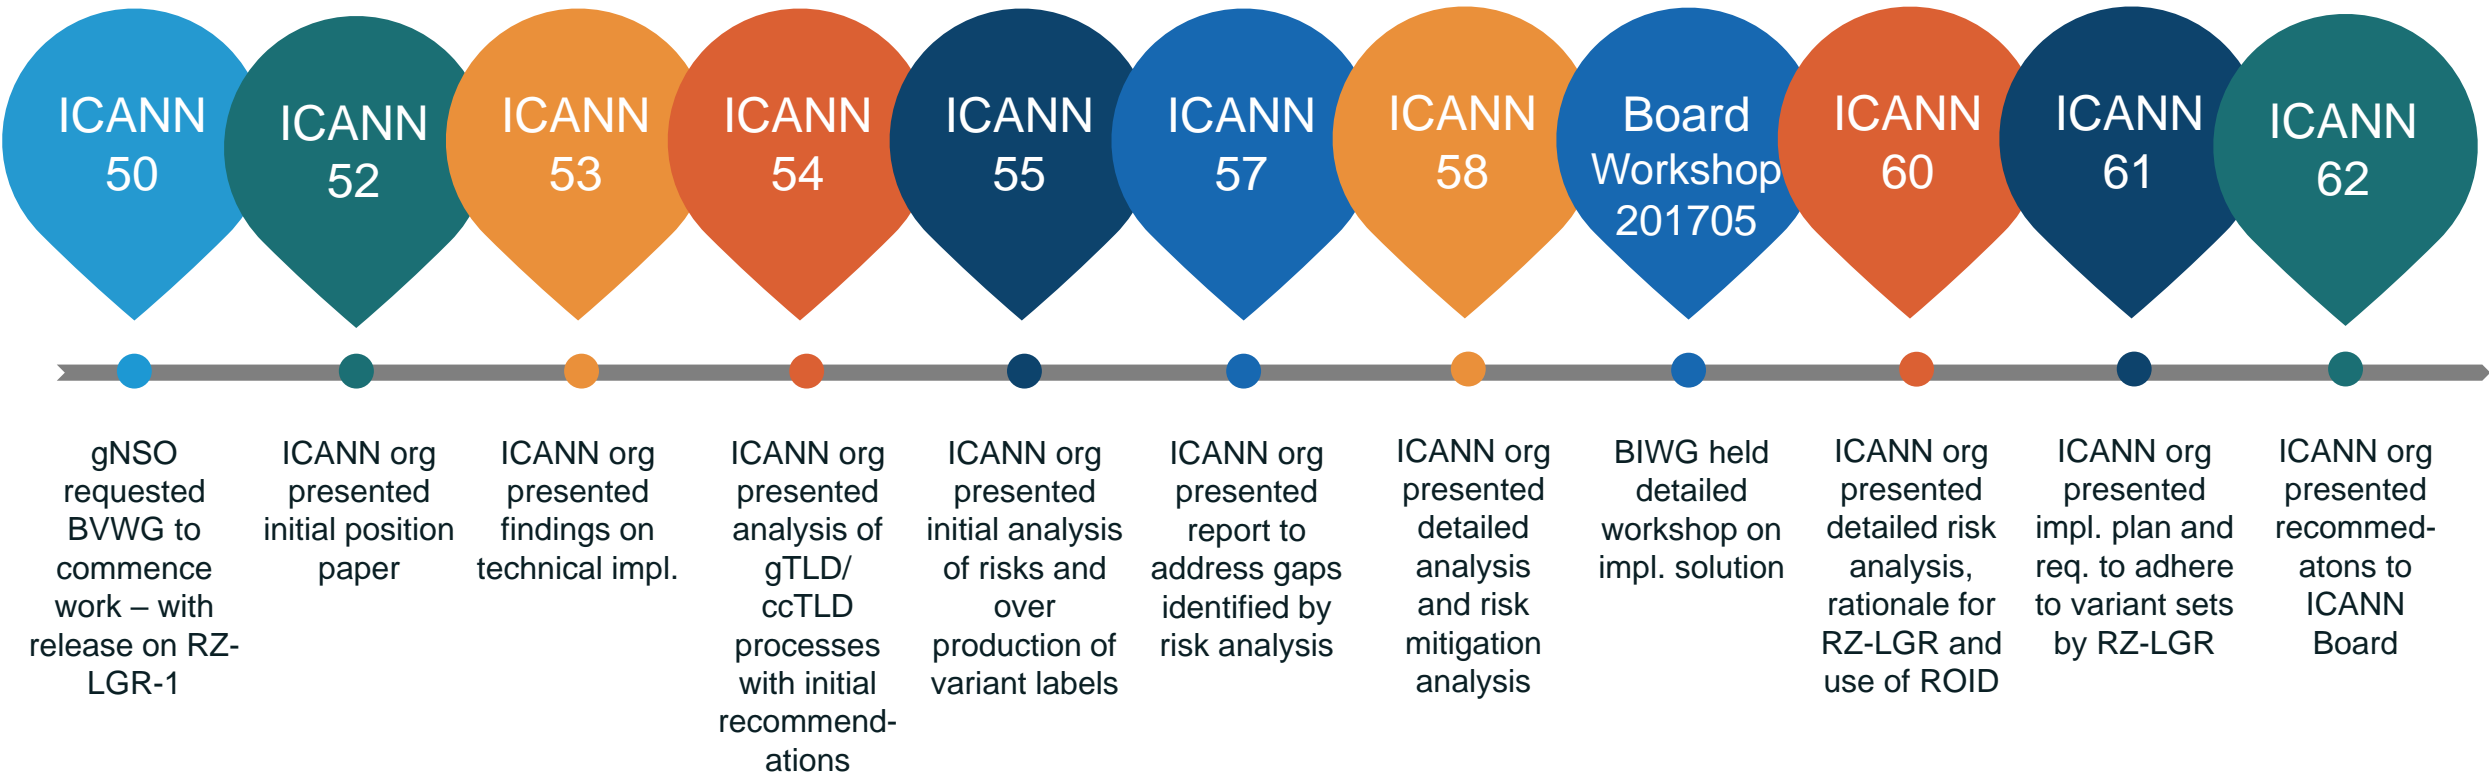 ICANN
50
ICANN
52
ICANN
53
ICANN
54
ICANN
55
ICANN
57
ICANN
58
Board
Workshop
201705
ICANN
60
ICANN
61
ICANN
62
gNSO
requested
BVWG to
commence
work – with
release on RZ-
LGR-1
ICANN org
presented
initial position
paper
ICANN org
presented
findings on
technical impl.
ICANN org
presented
analysis of
gTLD/
ccTLD
processes
with initial
recommend-
ations
ICANN org
presented
initial analysis
of risks and
over
production of
variant labels
ICANN org
presented
report to
address gaps
identified by
risk analysis
ICANN org
presented
detailed
analysis
and risk
mitigation
analysis
BIWG held
detailed
workshop on
impl. solution
ICANN org
presented
detailed risk
analysis,
rationale for
RZ-LGR and
use of ROID
ICANN org
presented
impl. plan and
req. to adhere
to variant sets
by RZ-LGR
ICANN org
presented
recommed-
atons to
ICANN
Board